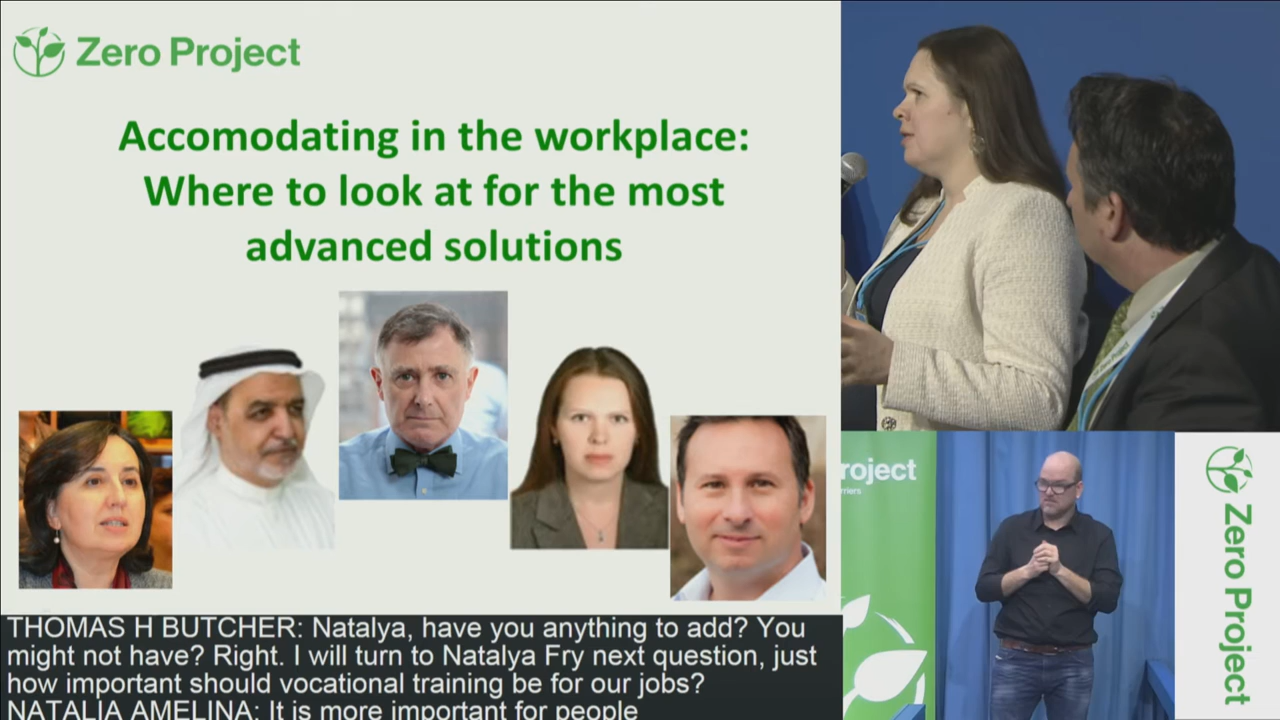 Zero Project
Accomodating in the workplace:
Where to look at for the most
advanced solutions
THOMAS H BUTCHER: Natalya, have you anything to add? You
might not have? Right. I will turn to Natalya Fry next question, just
how important should vocational training be for our jobs?
NATALIA AMELINA: It is more important for people
roject
rriers
Zero Project